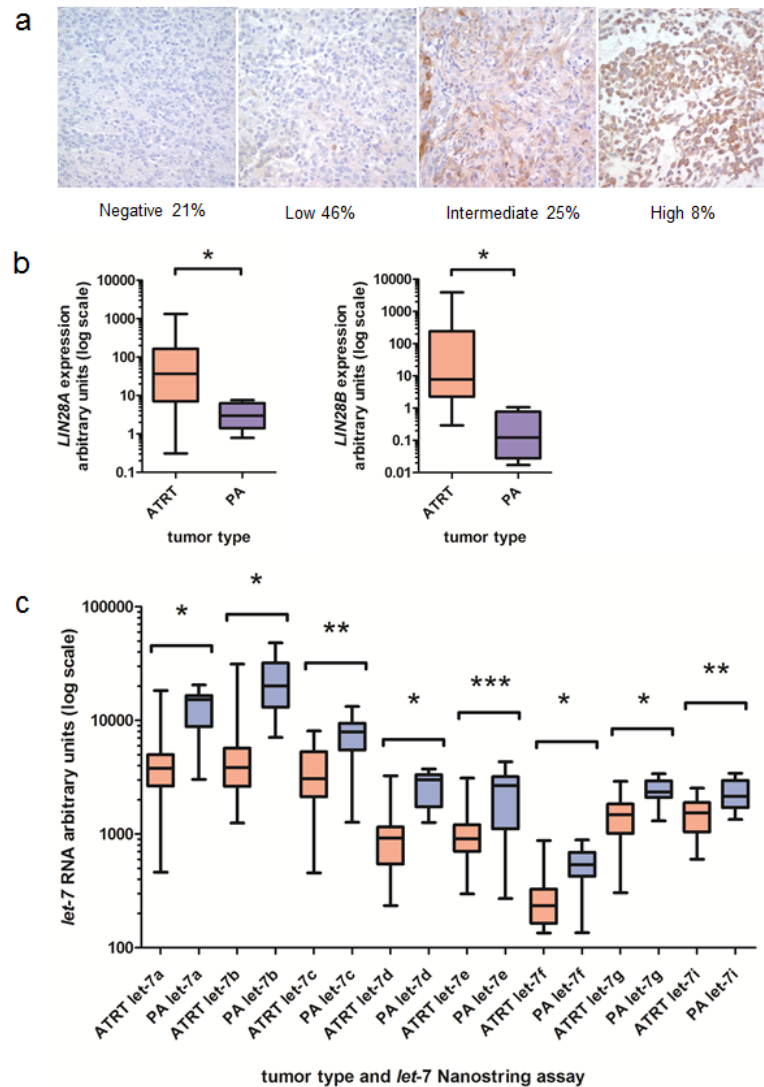 a
Negative 21%
Low 46%
Intermediate 25%
High 8%
b
*
LIN28A expression
arbitrary units (log scale)
10000
1000
100
10
1
0.1
ATRT
PA
tumor type
*
LIN28B expression
arbitrary units (log scale)
10000
1000
100
10
1
0.1
0.01
ATRT
PA
tumor type
c
let-7 RNA arbitrary units (log scale)
100000
10000
1000
100
*
*
**
*
***
*
*
**
ATRT let-7a
PA let-7a
ATRT let-7b
PA let-7b
ATRT let-7c
PA let-7c
ATRT let-7d
PA let-7d
ATRT let-7e
PA let-7e
ATRT let-7f
PA let-7f
ATRT let-7g
PA let-7g
ATRT let-7i
PA let-7i
tumor type and let-7 Nanostring assay